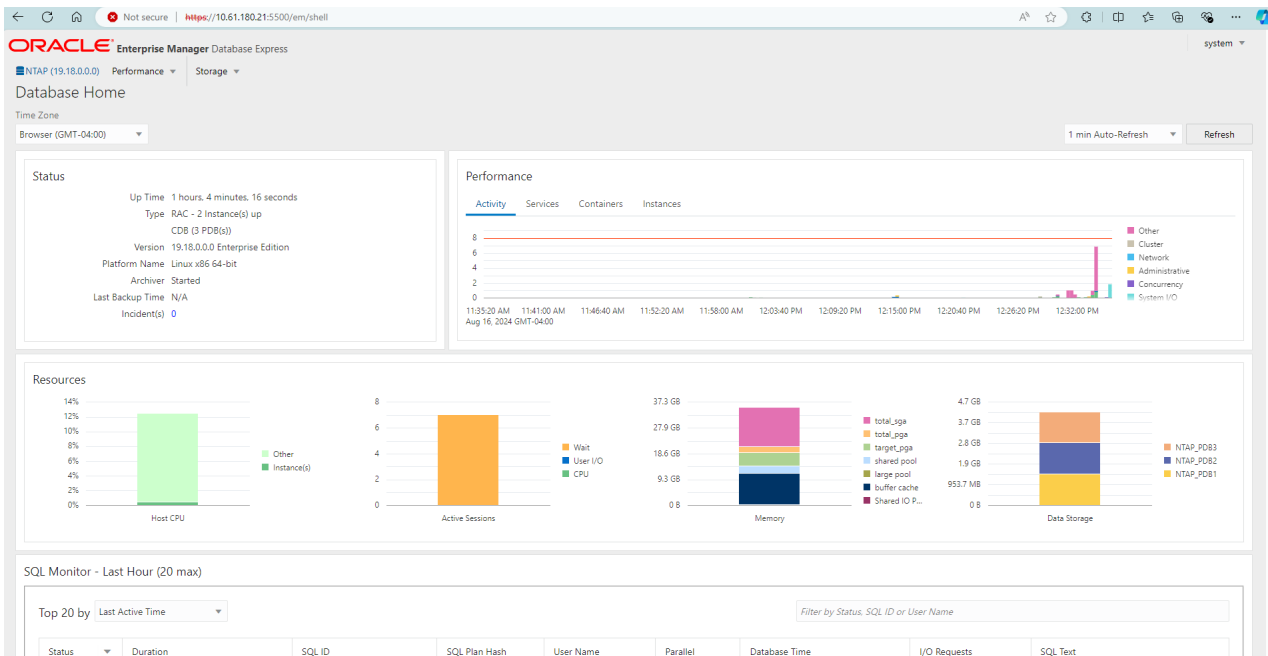 Not secure | https://10.61.180.21:5500/em/shell
ORACLE Enterprise Manager Database Express
system
NTAP (19.18.0.0.0) Performance Storage
Database Home
Time Zone
Browser (GMT-04:00)
1 min Auto-Refresh Refresh
Status
Up Time 1 hours, 4 minutes, 16 seconds
Type RAC - 2 Instance(s) up
CDB (3 PDB(s))
Version 19.18.0.0.0 Enterprise Edition
Platform Name Linux x86 64-bit
Archiver Started
Last Backup Time N/A
Incident(s) 0
Performance
Activity Services Containers Instances
8
6
4
2
0
11:35:20 AM 11:41:00 AM 11:46:40 AM 11:52:20 AM 11:58:00 AM 12:03:40 PM 12:09:20 PM 12:15:00 PM 12:20:40 PM 12:26:20 PM 12:32:00 PM
Aug 16, 2024 GMT-04:00
Other
Cluster
Network
Administrative
Concurrency
System I/O
Resources
14%
12%
10%
8%
6%
4%
2%
0%
Host CPU
Other
Instance(s)
8
6
4
2
0
Active Sessions
Wait
User I/O
CPU
37.3 GB
27.9 GB
18.6 GB
9.3 GB
0 B
Memory
total_sga
total_pga
target_pga
shared pool
large pool
buffer cache
Shared IO P...
4.7 GB
3.7 GB
2.8 GB
1.9 GB
953.7 MB
0 B
Data Storage
NTAP_PDB3
NTAP_PDB2
NTAP_PDB1
SQL Monitor - Last Hour (20 max)
Top 20 by Last Active Time
Filter by Status, SQL ID or User Name
Status Duration SQL ID SQL Plan Hash User Name Parallel Database Time I/O Requests SQL Text